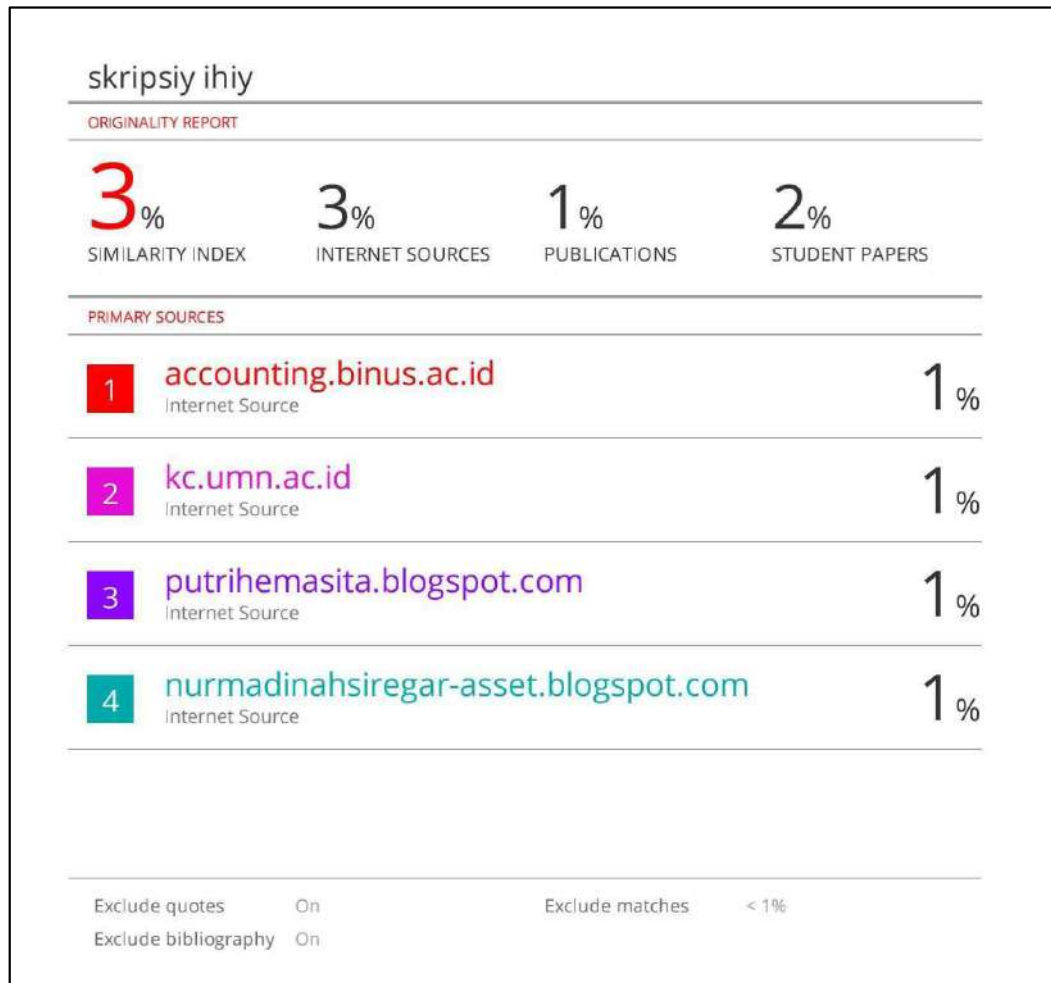 skripsiy ihiy
ORIGINALITY REPORT
3% 3% 1% 2%
SIMILARITY INDEX INTERNET SOURCES PUBLICATIONS STUDENT PAPERS
PRIMARY SOURCES
1 accounting.binus.ac.id 1%
Internet Source
2 kc.umn.ac.id 1%
Internet Source
3 putrihemasita.blogspot.com 1%
Internet Source
4 nurmadinahsiregar-asset.blogspot.com 1%
Internet Source
Exclude quotes On Exclude matches < 1%
Exclude bibliography On